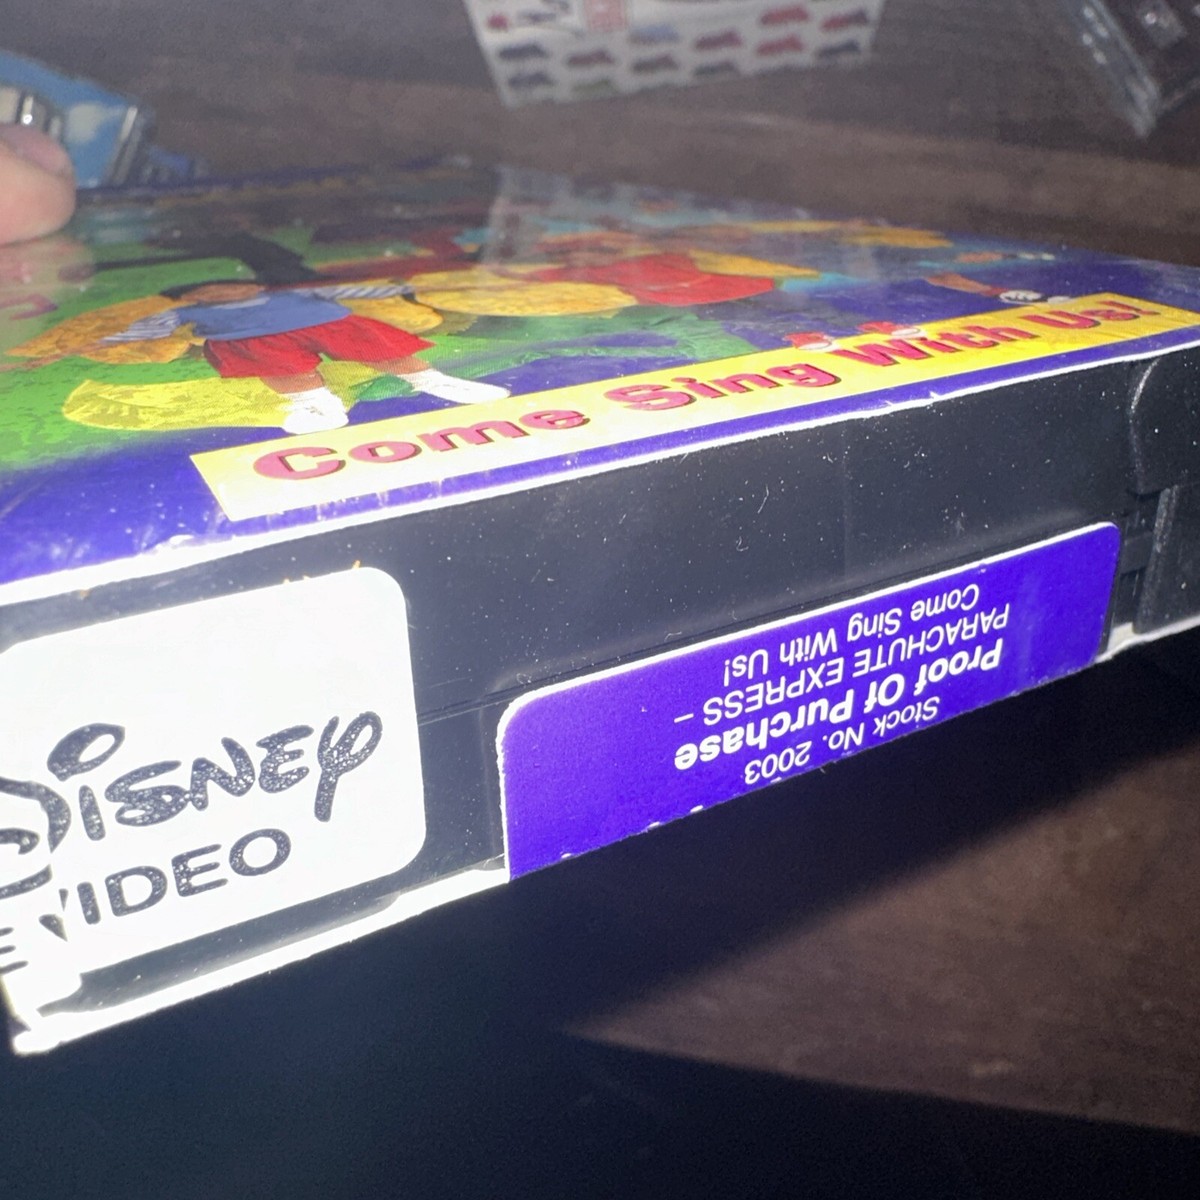 Come Sing With Us!
DISNEY
VIDEO
Stock No. 2003
Proof Of Purchase
PARACHUTE EXPRESS –
Come Sing With Us!